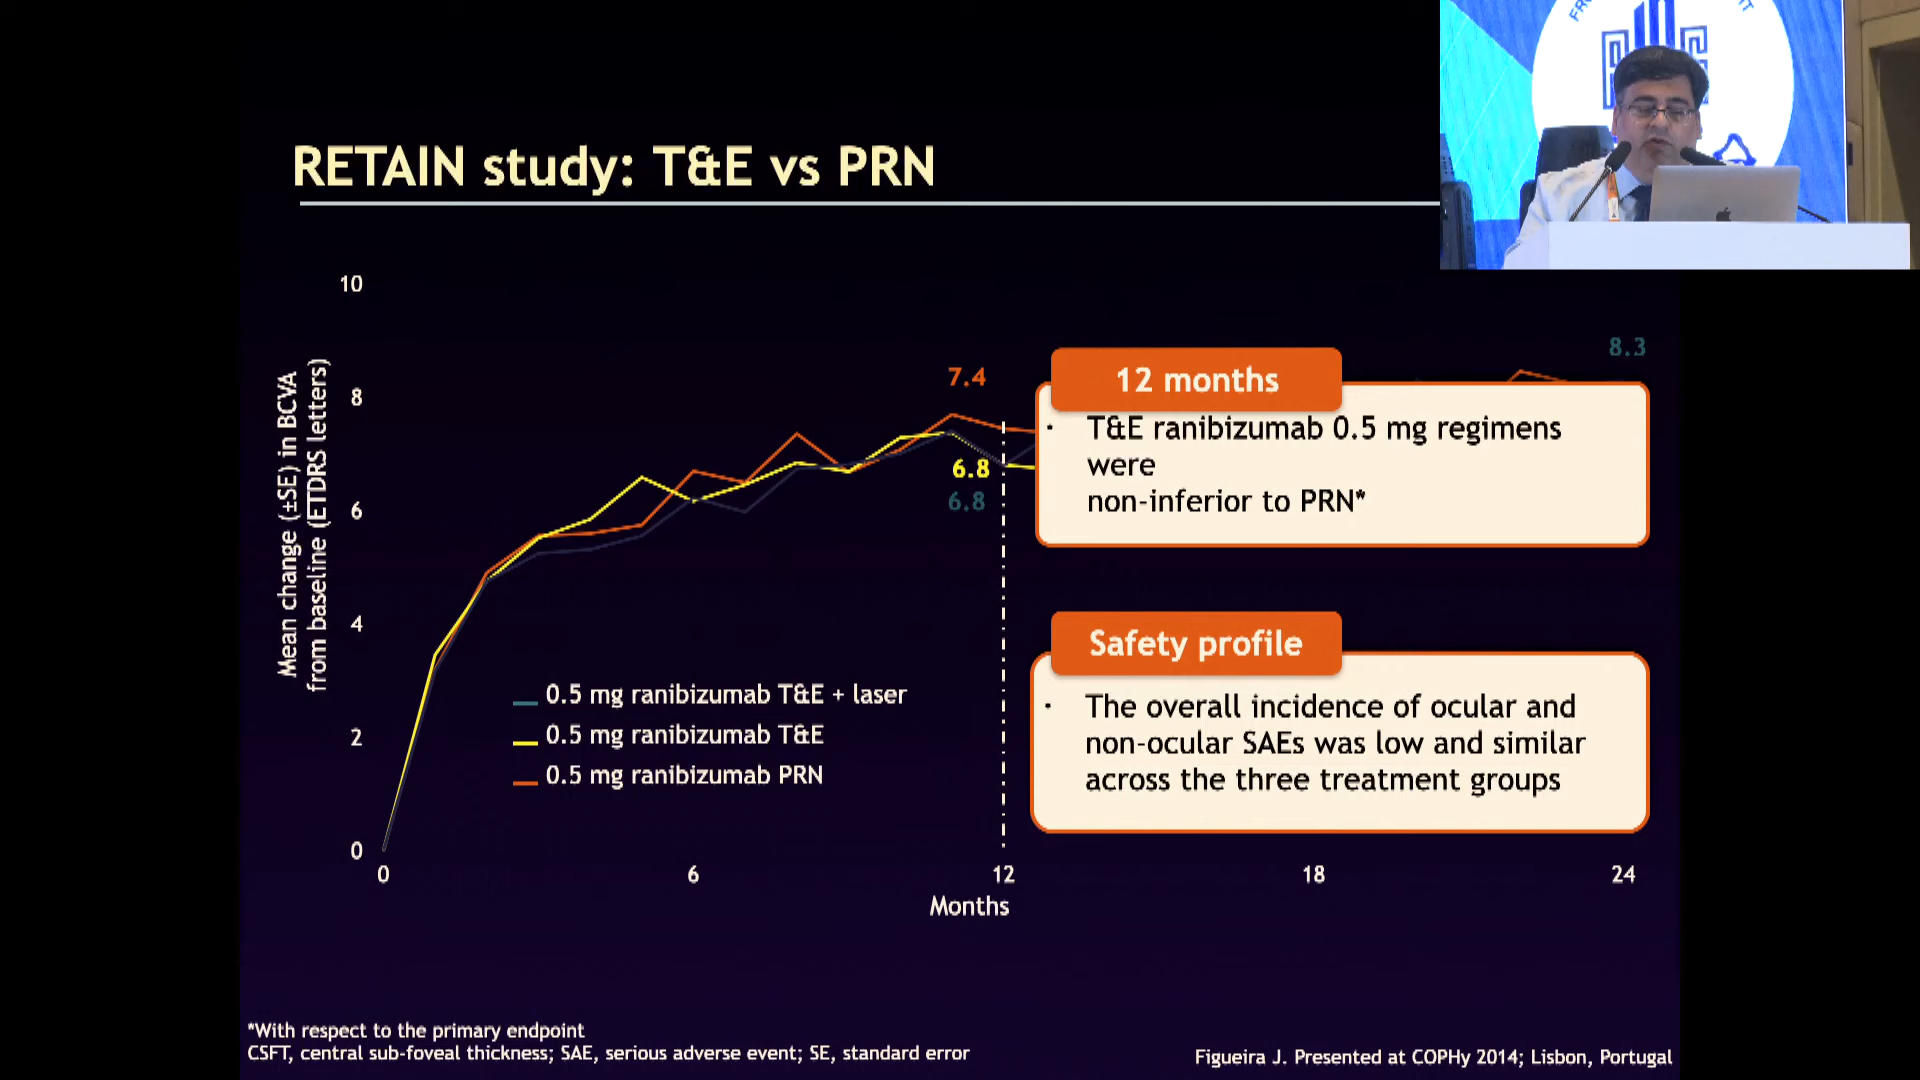 RETAIN study: T&E vs PRN
10
8
6
4
2
0
Mean change (±SE) in BCVA
from baseline (ETDRS letters)
7.4
6.8
6.8
8.3
12 months
· T&E ranibizumab 0.5 mg regimens
were
non-inferior to PRN*
Safety profile
· The overall incidence of ocular and
non-ocular SAEs was low and similar
across the three treatment groups
0.5 mg ranibizumab T&E + laser
0.5 mg ranibizumab T&E
0.5 mg ranibizumab PRN
0 6 12 18 24
Months
*With respect to the primary endpoint
CSFT, central sub-foveal thickness; SAE, serious adverse event; SE, standard error
Figueira J. Presented at COPHy 2014; Lisbon, Portugal